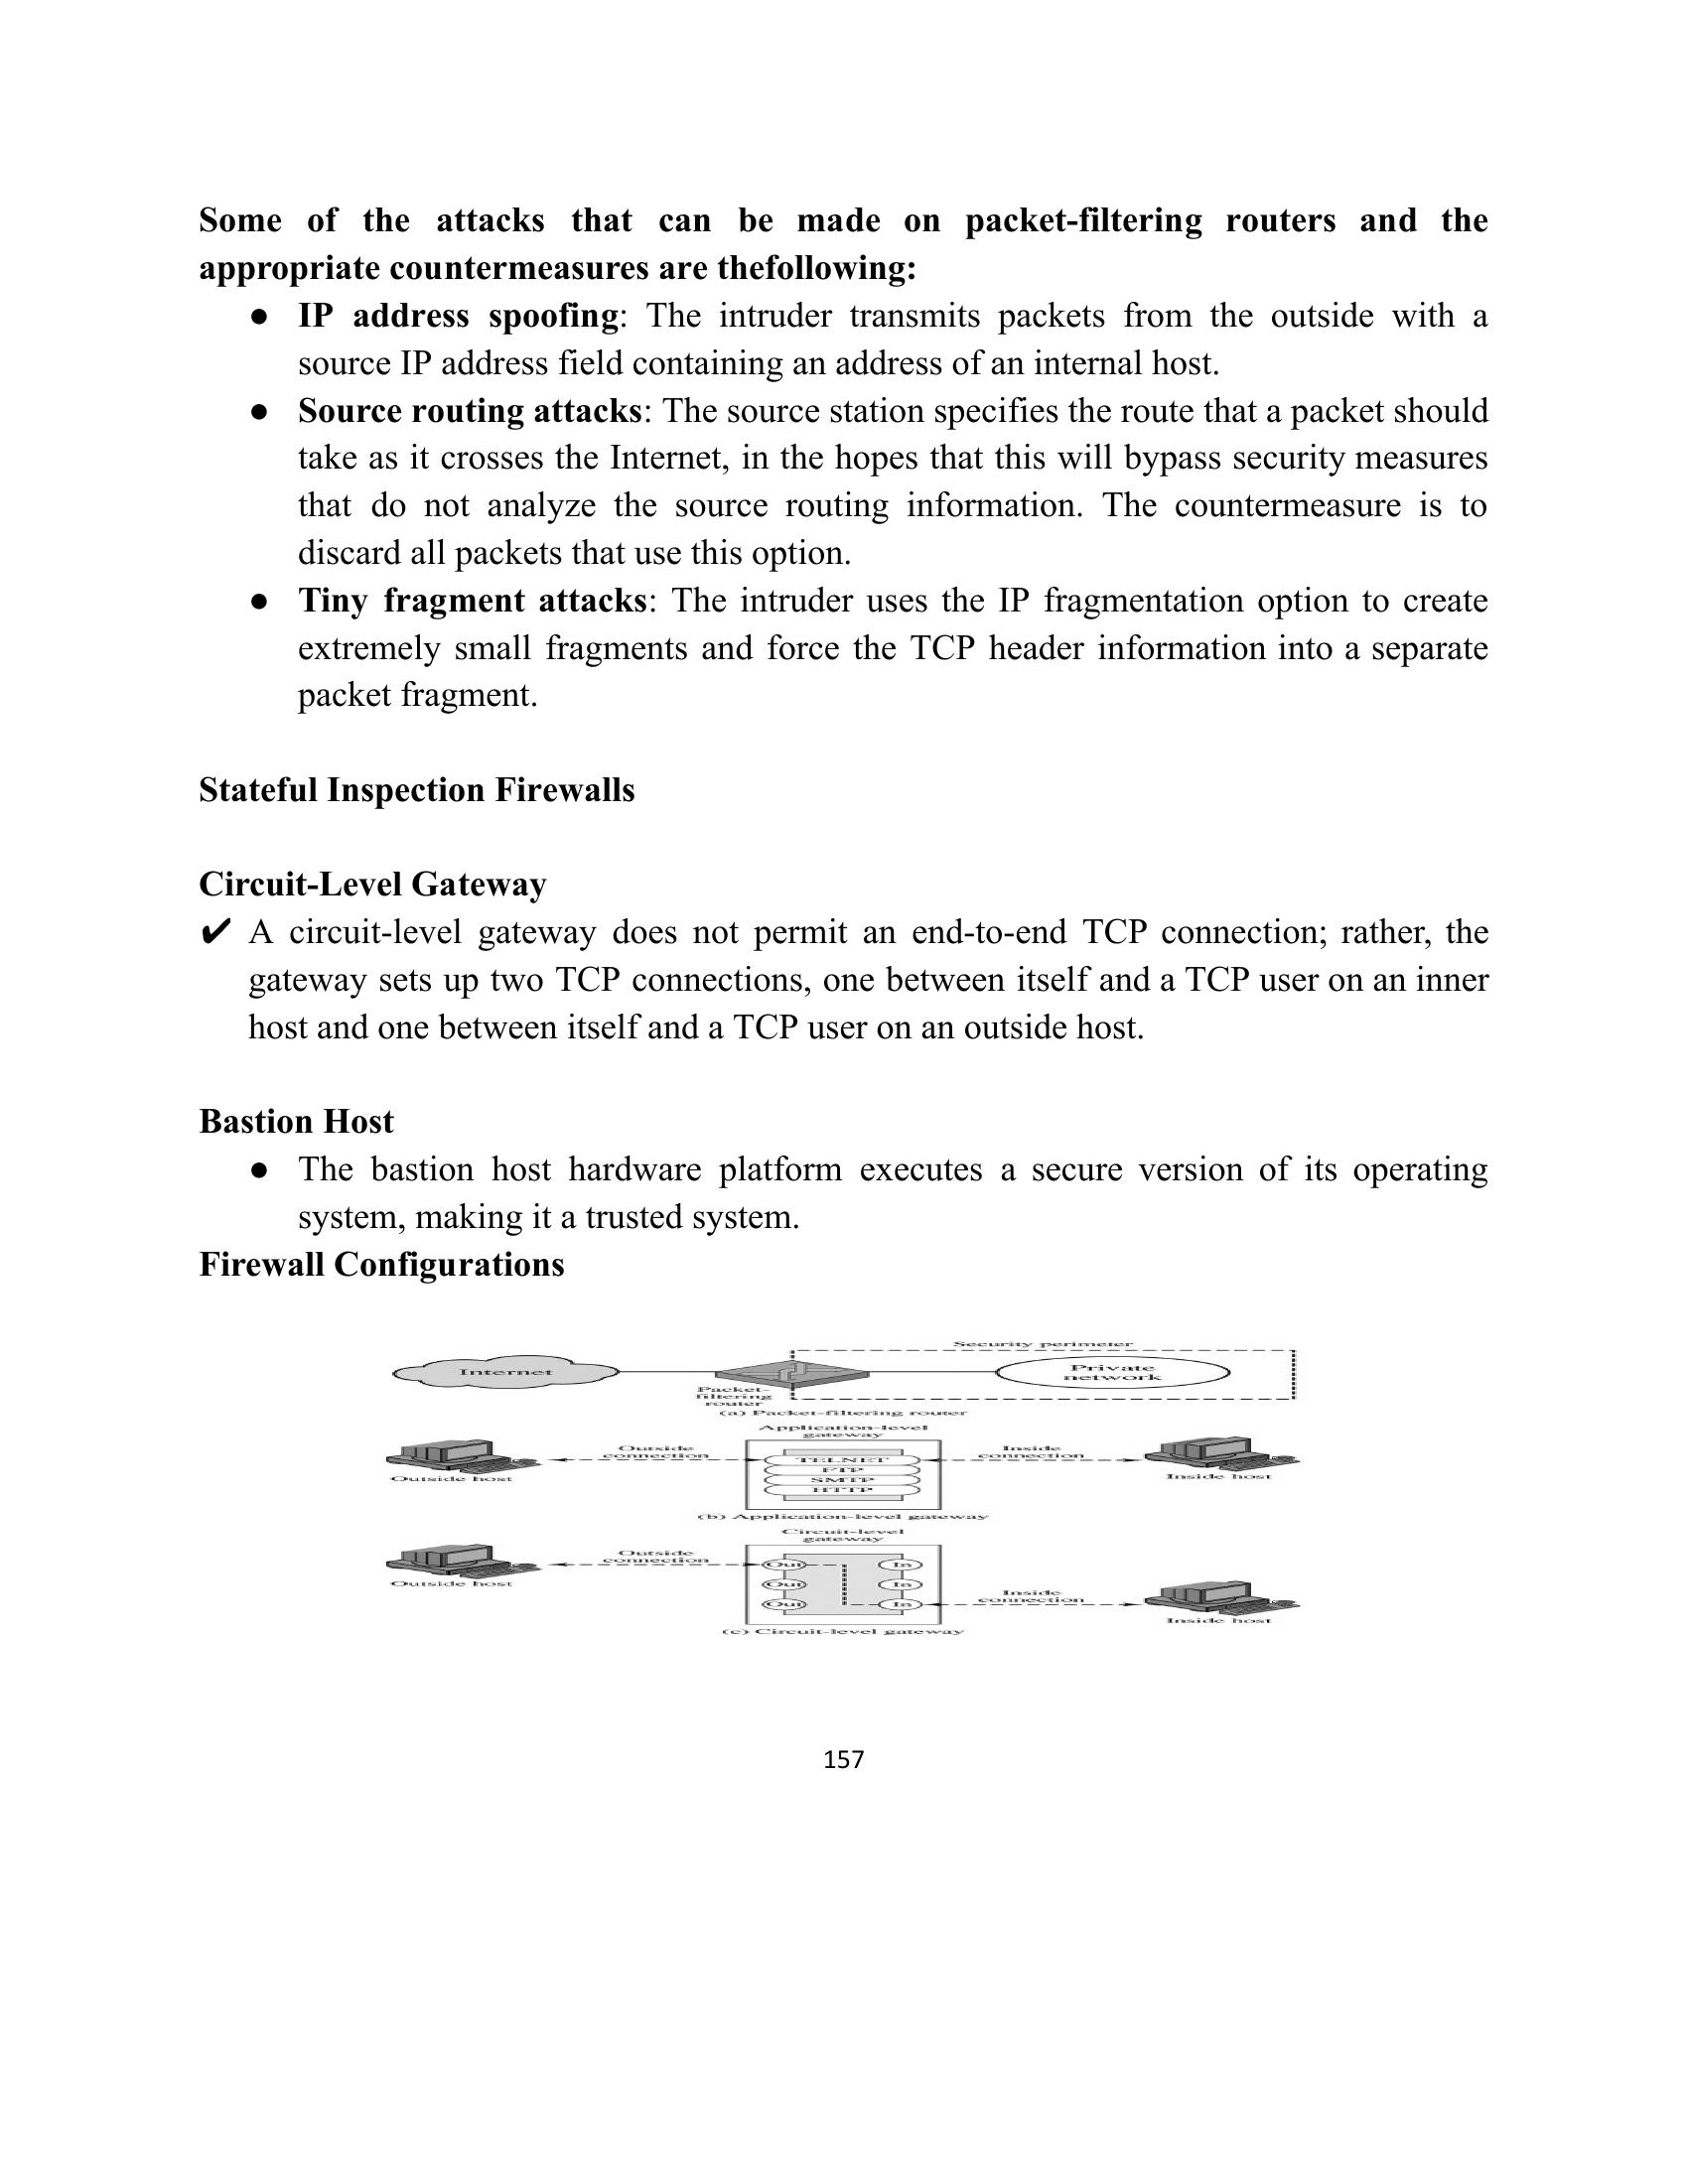 Some of the attacks that can be made on packet-filtering routers and the
appropriate countermeasures are thefollowing:
● IP address spoofing: The intruder transmits packets from the outside with a
source IP address field containing an address of an internal host.
● Source routing attacks: The source station specifies the route that a packet should
take as it crosses the Internet, in the hopes that this will bypass security measures
that do not analyze the source routing information. The countermeasure is to
discard all packets that use this option.
● Tiny fragment attacks: The intruder uses the IP fragmentation option to create
extremely small fragments and force the TCP header information into a separate
packet fragment.
Stateful Inspection Firewalls
Circuit-Level Gateway
✔ A circuit-level gateway does not permit an end-to-end TCP connection; rather, the
gateway sets up two TCP connections, one between itself and a TCP user on an inner
host and one between itself and a TCP user on an outside host.
Bastion Host
● The bastion host hardware platform executes a secure version of its operating
system, making it a trusted system.
Firewall Configurations
Security perimeter
Internet
Private
network
Packet-
filtering
router
(a) Packet-filtering router
Application-level
gateway
Outside
connection
Inside
connection
TELNET
FTP
SMTP
HTTP
Outside host
Inside host
(b) Application-level gateway
Circuit-level
gateway
Outside
connection
Out
In
Outside host
Out
In
Out
In
Inside
connection
Inside host
(c) Circuit-level gateway
157